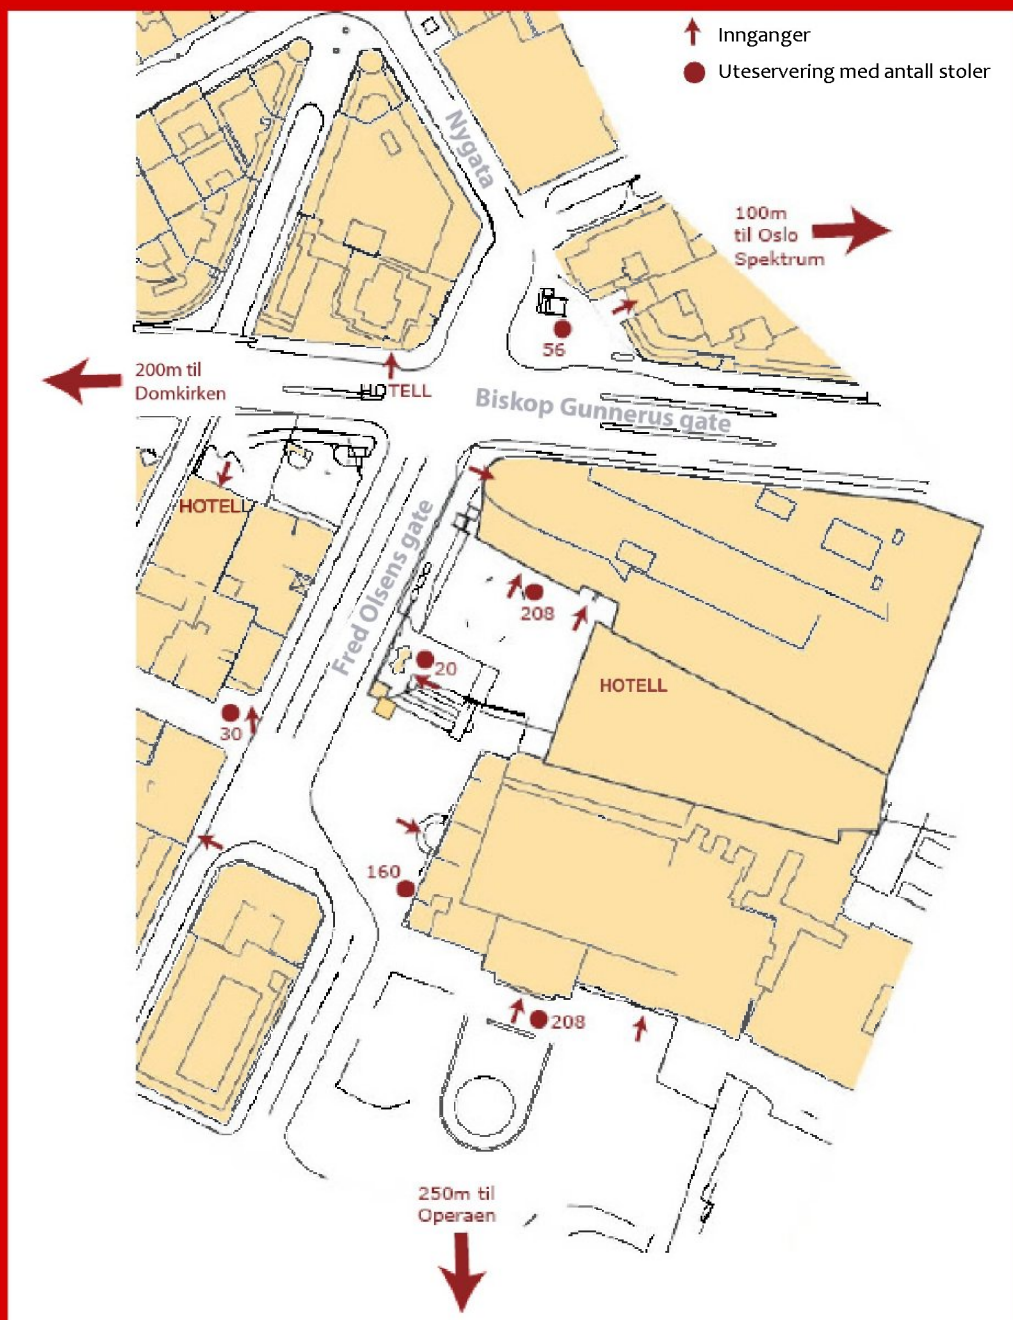 Innganger
Uteservering med antall stoler
Nygata
100m
til Oslo
Spektrum
56
200m til
Domkirken
HOTELL
Biskop Gunnerus gate
HOTELL
Fred Olsens gate
208
20
HOTELL
30
160
208
250m til
Operaen